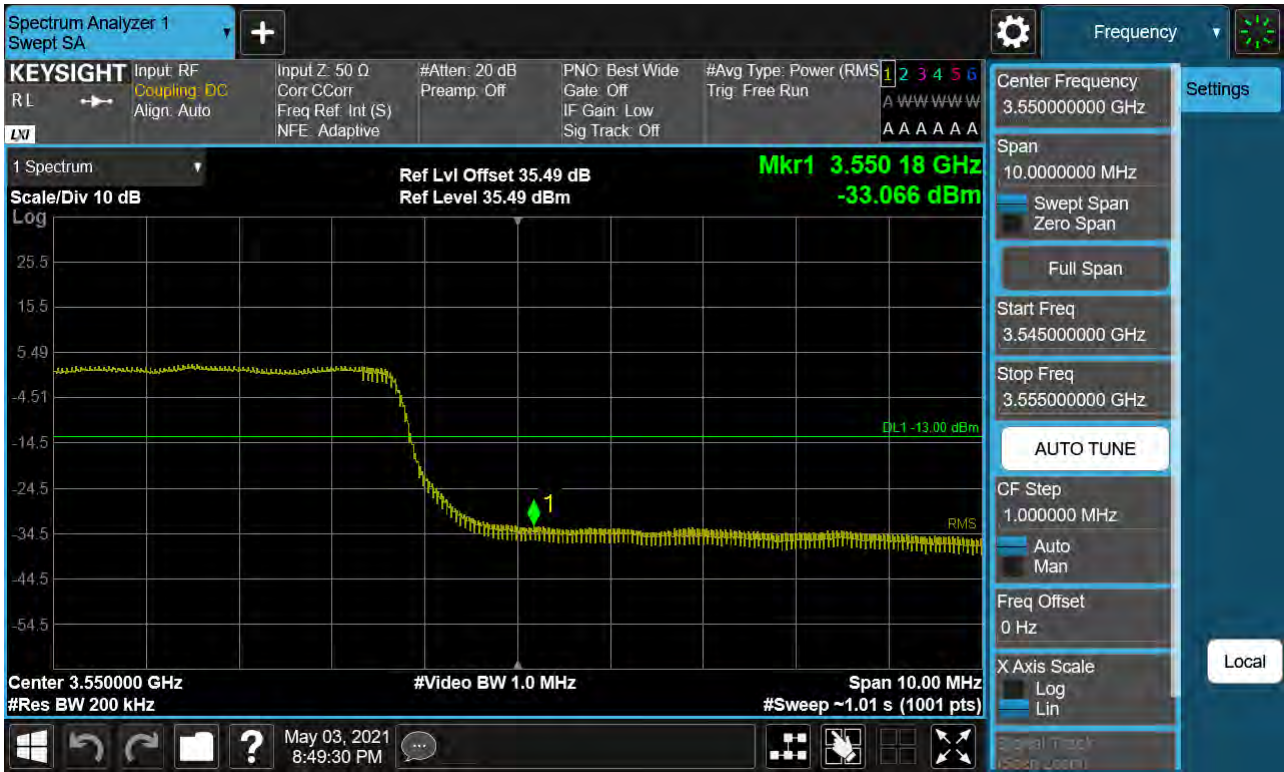 Spectrum Analyzer 1
Swept SA
Frequency
KEYSIGHT
RL
LXI
Input: RF
Coupling: DC
Align: Auto
Input Z: 50 Ω
Corr CCorr
Freq Ref: Int (S)
NFE: Adaptive
#Atten: 20 dB
Preamp: Off
PNO: Best Wide
Gate: Off
IF Gain: Low
Sig Track: Off
#Avg Type: Power (RMS
Trig: Free Run
1 2 3 4 5 6
A W W W W W
A A A A A A
1 Spectrum
Scale/Div 10 dB
Log
Ref Lvl Offset 35.49 dB
Ref Level 35.49 dBm
Mkr1 3.550 18 GHz
-33.066 dBm
25.5
15.5
5.49
-4.51
-14.5
-24.5
-34.5
-44.5
-54.5
DL1 -13.00 dBm
1
RMS
Center 3.550000 GHz
#Res BW 200 kHz
#Video BW 1.0 MHz
Span 10.00 MHz
#Sweep ~1.01 s (1001 pts)
Center Frequency
3.550000000 GHz
Span
10.0000000 MHz
Swept Span
Zero Span
Full Span
Start Freq
3.545000000 GHz
Stop Freq
3.555000000 GHz
AUTO TUNE
CF Step
1.000000 MHz
Auto
Man
Freq Offset
0 Hz
X Axis Scale
Log
Lin
Signal Track
(Span Zoom)
Settings
Local
?
May 03, 2021
8:49:30 PM